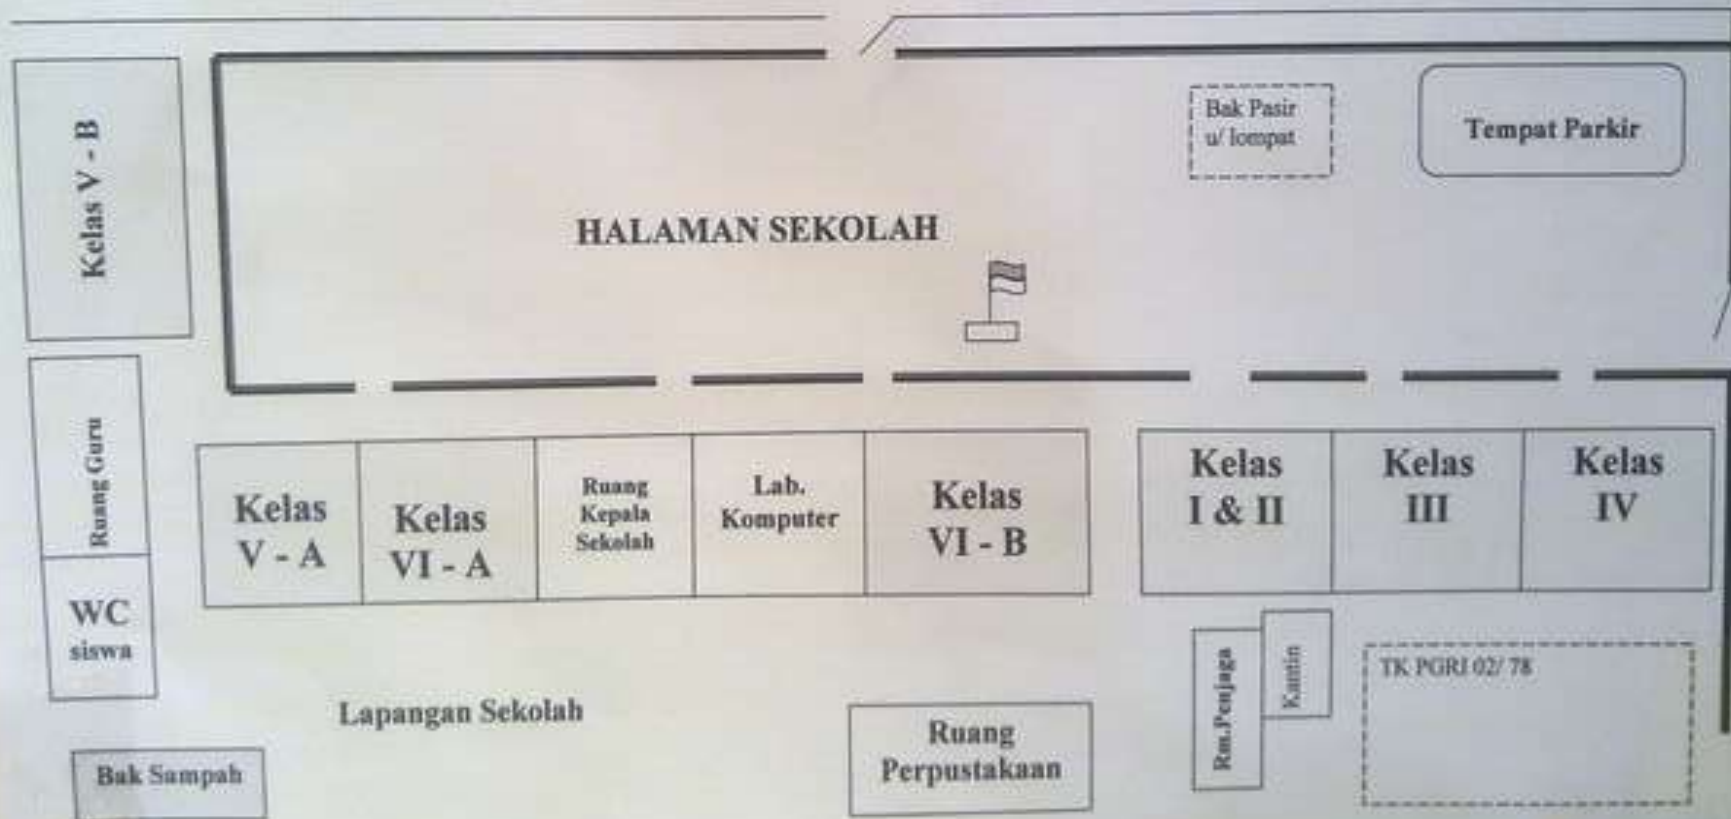 Kelas V - B
HALAMAN SEKOLAH
Bak Pasir
u/ lompat
Tempat Parkir
Ruang Guru
WC
siswa
Kelas
V - A
Kelas
VI - A
Ruang
Kepala
Sekolah
Lab.
Komputer
Kelas
VI - B
Kelas
I & II
Kelas
III
Kelas
IV
Lapangan Sekolah
Bak Sampah
Ruang
Perpustakaan
Rm.Penjaga
Kantin
TK PGRI 02/ 78